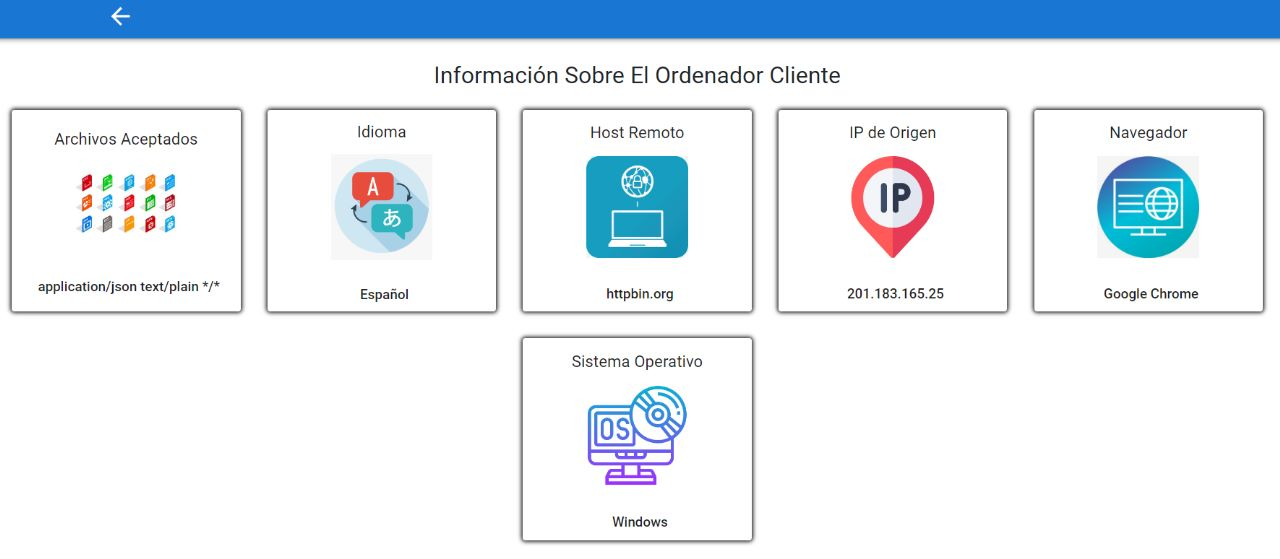 Información Sobre El Ordenador Cliente
Archivos Aceptados
application/json text/plain */*
Idioma
A
あ
Español
Host Remoto
httpbin.org
IP de Origen
IP
201.183.165.25
Navegador
Google Chrome
Sistema Operativo
OS
Windows